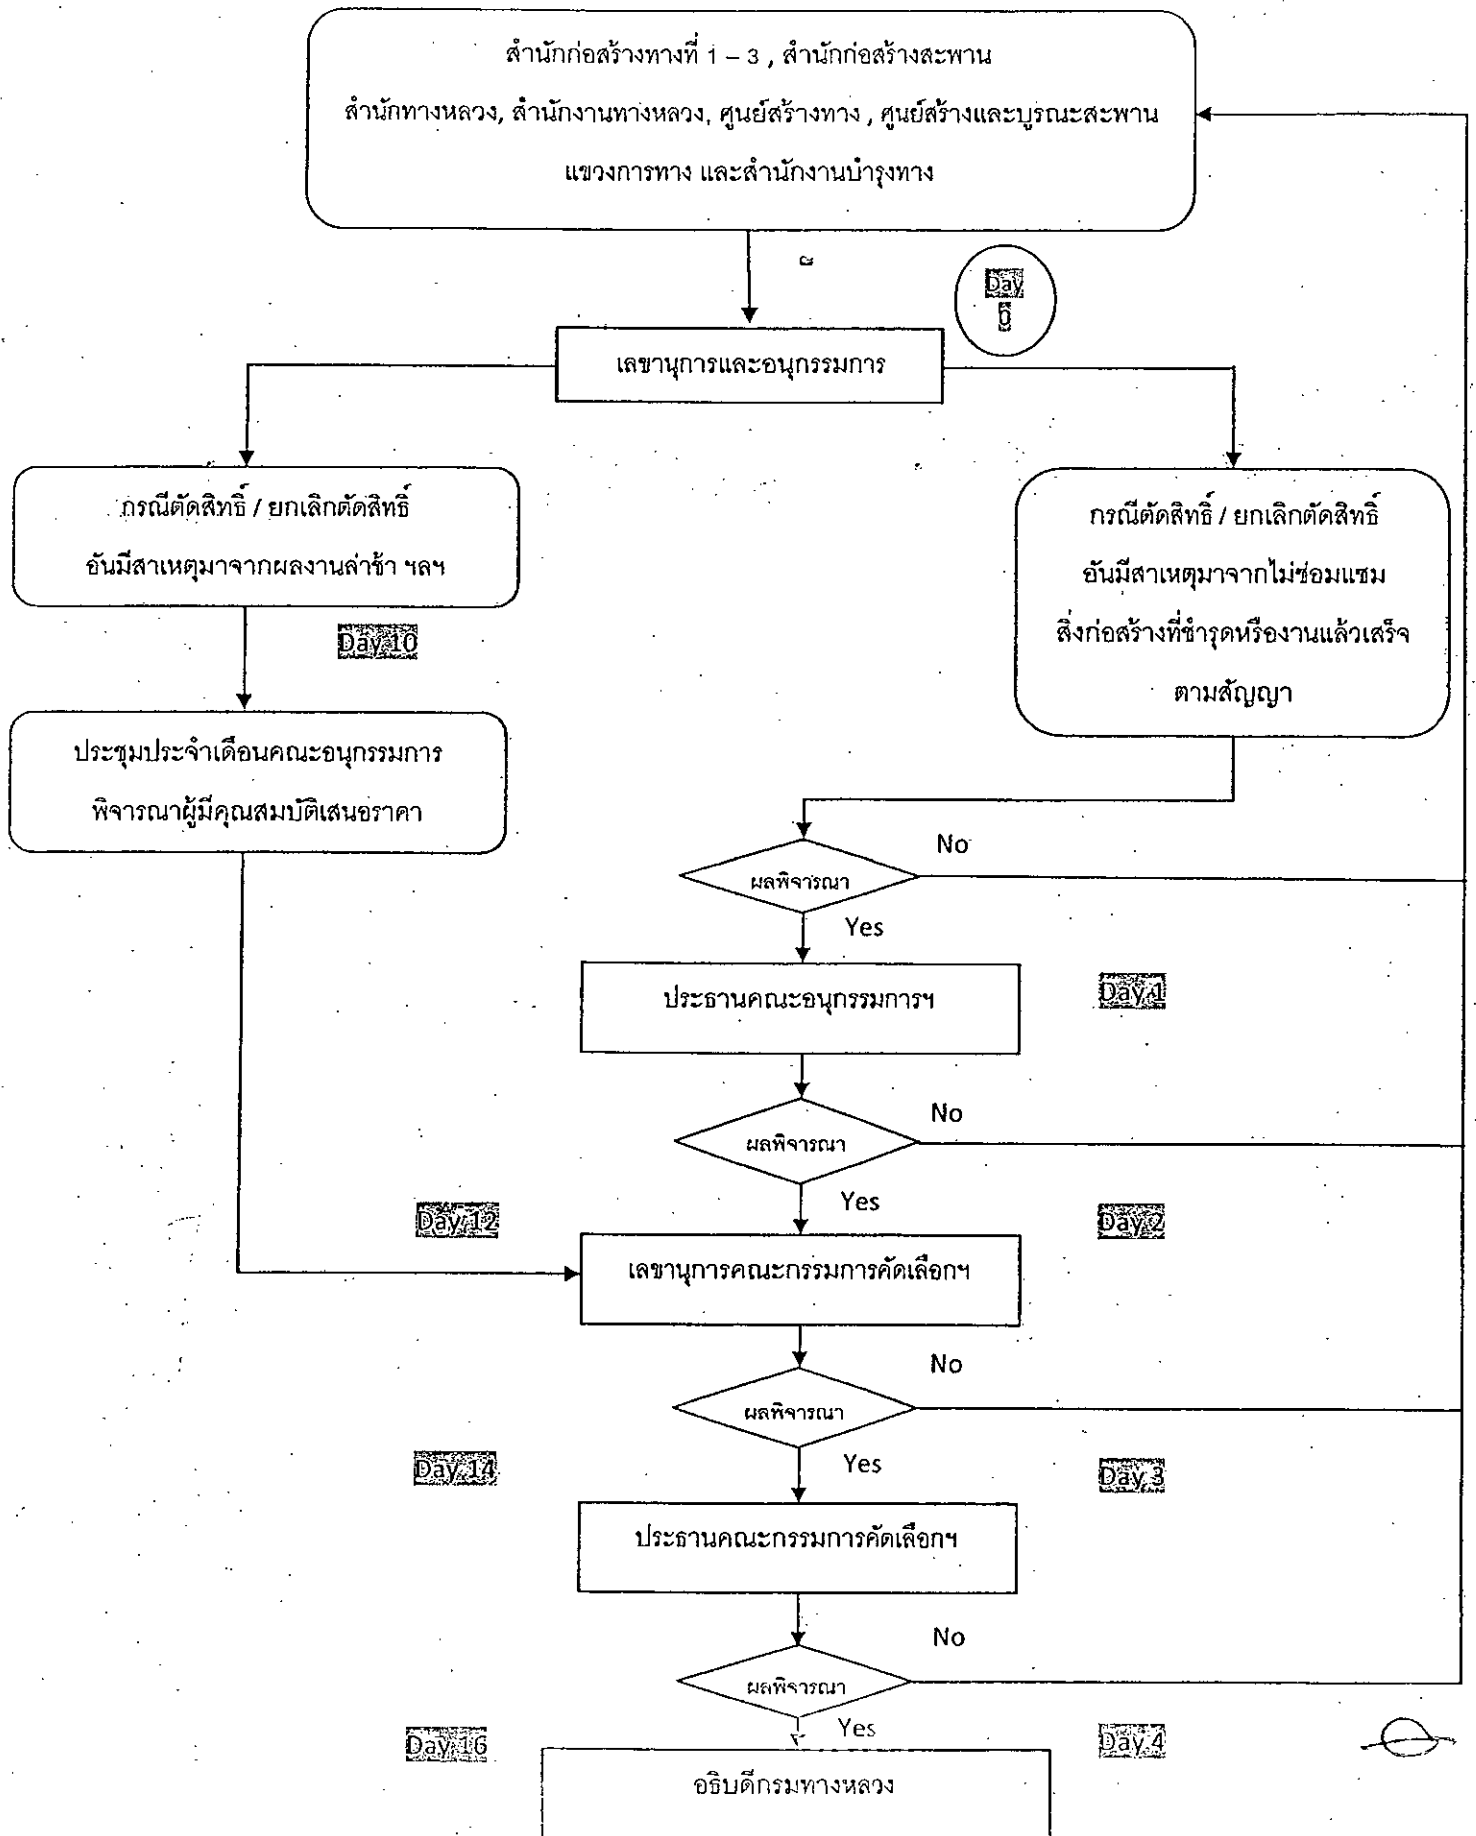 สำนักก่อสร้างทางที่ 1 – 3 , สำนักก่อสร้างสะพาน
สำนักทางหลวง, สำนักงานทางหลวง, ศูนย์สร้างทาง , ศูนย์สร้างและบูรณะสะพาน
แขวงการทาง และสำนักงานบำรุงทาง
Day
0
เลขานุการและอนุกรรมการ
กรณีตัดสิทธิ์ / ยกเลิกตัดสิทธิ์
อันมีสาเหตุมาจากผลงานล่าช้า ฯลฯ
กรณีตัดสิทธิ์ / ยกเลิกตัดสิทธิ์
อันมีสาเหตุมาจากไม่ซ่อมแซม
สิ่งก่อสร้างที่ชำรุดหรืองานแล้วเสร็จ
ตามสัญญา
Day 10
ประชุมประจำเดือนคณะอนุกรรมการ
พิจารณาผู้มีคุณสมบัติเสนอราคา
No
ผลพิจารณา
Yes
ประธานคณะอนุกรรมการฯ
Day 1
No
ผลพิจารณา
Yes
Day 12
Day 2
เลขานุการคณะกรรมการคัดเลือกฯ
No
ผลพิจารณา
Yes
Day 14
Day 3
ประธานคณะกรรมการคัดเลือกฯ
No
ผลพิจารณา
Yes
Day 16
Day 4
อธิบดีกรมทางหลวง